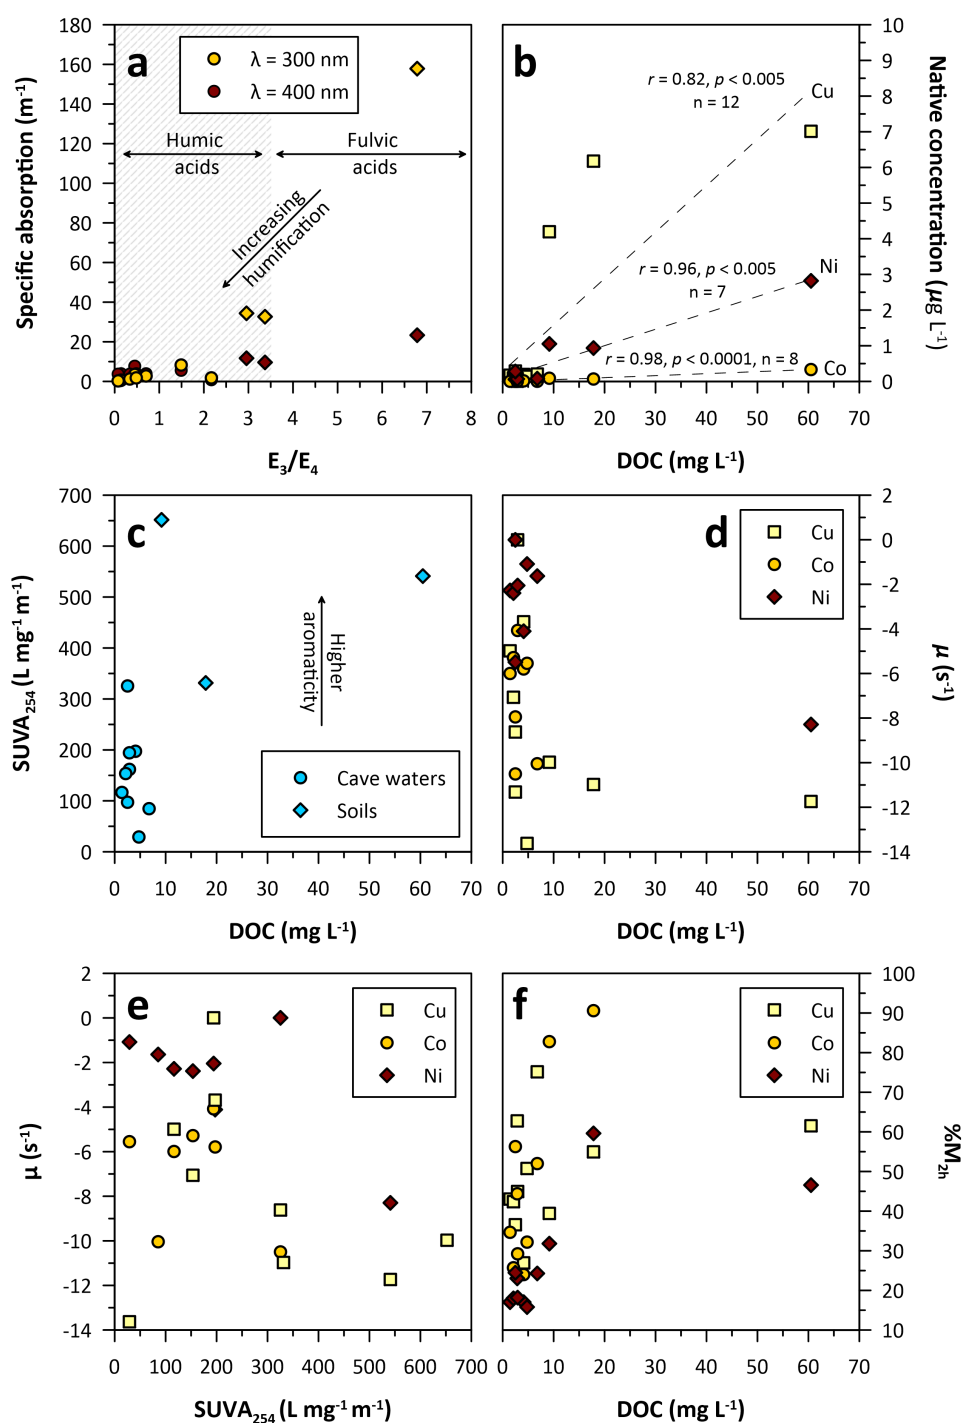 a
λ = 300 nm
λ = 400 nm
Humic
acids
Fulvic
acids
Increasing
humification
Specific absorption (m⁻¹)
180
160
140
120
100
80
60
40
20
0
0 1 2 3 4 5 6 7 8
E₃/E₄
b
r = 0.82, p < 0.005
n = 12
Cu
r = 0.96, p < 0.005
n = 7
Ni
r = 0.98, p < 0.0001, n = 8
Co
10
9
8
7
6
5
4
3
2
1
0
Native concentration (µg L⁻¹)
0 10 20 30 40 50 60 70
DOC (mg L⁻¹)
c
SUVA₂₅₄ (L mg⁻¹ m⁻¹)
700
600
500
400
300
200
100
0
Higher
aromaticity
Cave waters
Soils
0 10 20 30 40 50 60 70
DOC (mg L⁻¹)
d
Cu
Co
Ni
2
0
-2
-4
-6
-8
-10
-12
-14
µ (s⁻¹)
0 10 20 30 40 50 60 70
DOC (mg L⁻¹)
e
Cu
Co
Ni
µ (s⁻¹)
2
0
-2
-4
-6
-8
-10
-12
-14
0 100 200 300 400 500 600 700
SUVA₂₅₄ (L mg⁻¹ m⁻¹)
f
Cu
Co
Ni
100
90
80
70
60
50
40
30
20
10
%M₂ₕ
0 10 20 30 40 50 60 70
DOC (mg L⁻¹)